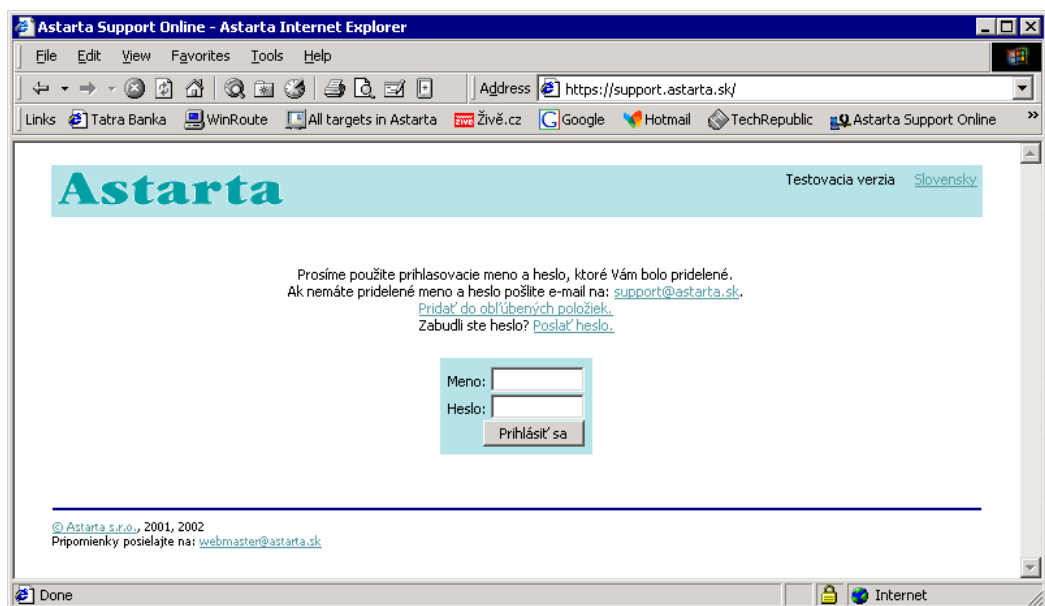 Astarta Support Online - Astarta Internet Explorer
File Edit View Favorites Tools Help
Address https://support.astarta.sk/
Links Tatra Banka WinRoute All targets in Astarta živě Živě.cz Google Hotmail TechRepublic Astarta Support Online »
Astarta Testovacia verzia Slovensky
Prosíme použite prihlasovacie meno a heslo, ktoré Vám bolo pridelené.
Ak nemáte pridelené meno a heslo pošlite e-mail na: support@astarta.sk.
Pridať do obľúbených položiek.
Zabudli ste heslo? Poslať heslo.
Meno:
Heslo:
Prihlásiť sa
© Astarta s.r.o., 2001, 2002
Pripomienky posielajte na: webmaster@astarta.sk
Done Internet